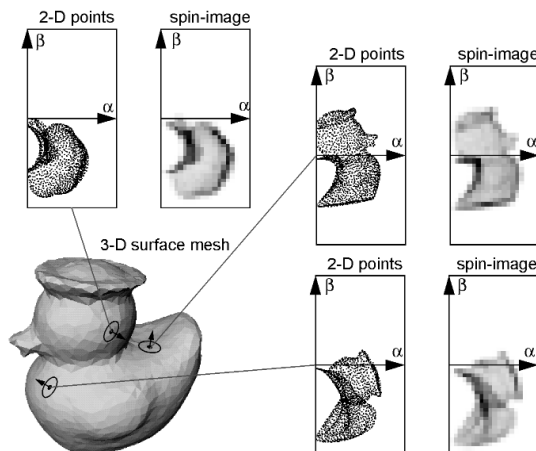 2-D points spin-image
β
α
2-D points spin-image
β
α
3-D surface mesh
2-D points spin-image
β
α